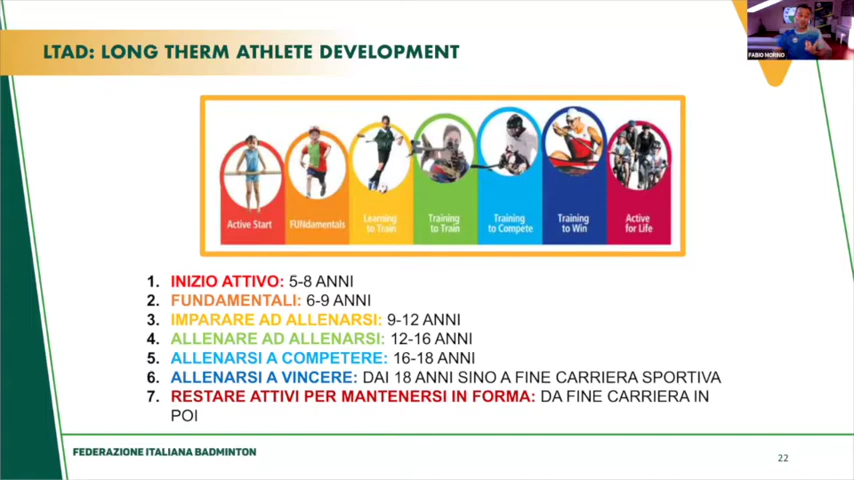 FABIO MORINO
LTAD: LONG THERM ATHLETE DEVELOPMENT
Active Start
FUNdamentals
Learning
to Train
Training
to Train
Training
to Compete
Training
to Win
Active
for Life
1. INIZIO ATTIVO: 5-8 ANNI
2. FUNDAMENTALI: 6-9 ANNI
3. IMPARARE AD ALLENARSI: 9-12 ANNI
4. ALLENARE AD ALLENARSI: 12-16 ANNI
5. ALLENARSI A COMPETERE: 16-18 ANNI
6. ALLENARSI A VINCERE: DAI 18 ANNI SINO A FINE CARRIERA SPORTIVA
7. RESTARE ATTIVI PER MANTENERSI IN FORMA: DA FINE CARRIERA IN
POI
FEDERAZIONE ITALIANA BADMINTON
22